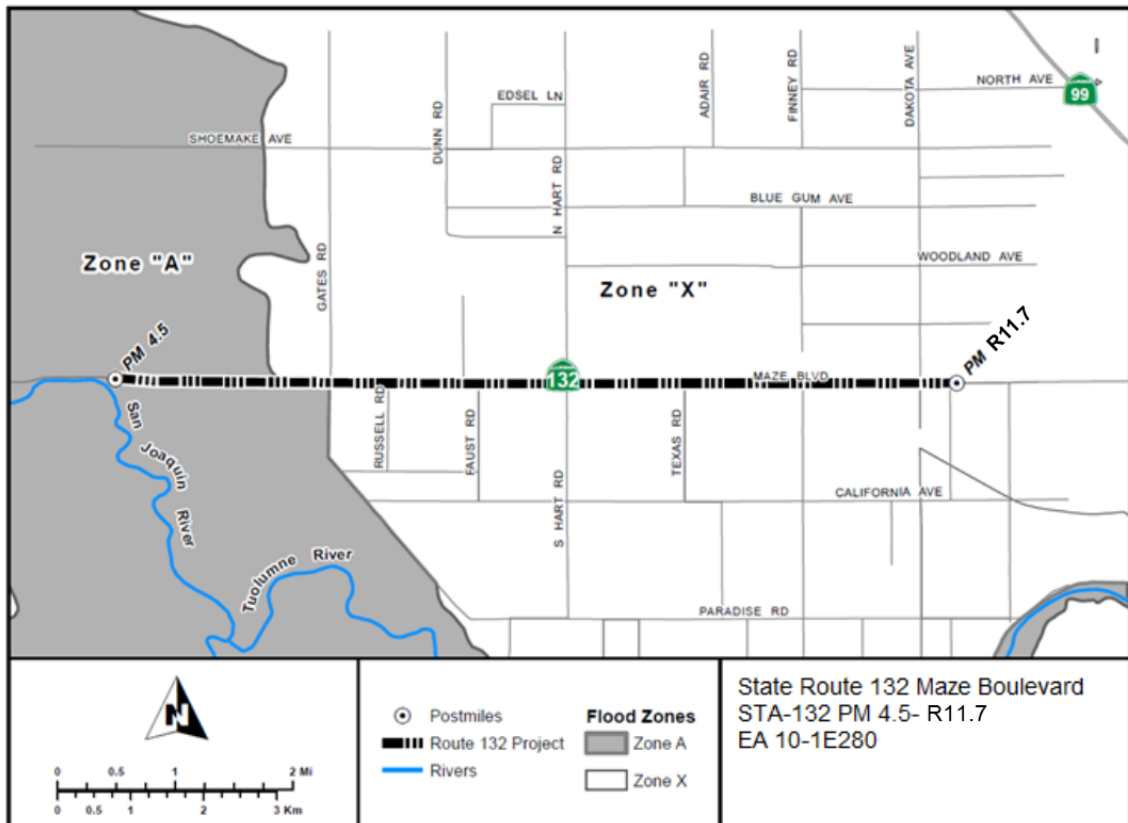 NORTH AVE
99
EDSEL LN
ADAIR RD
FINNEY RD
DAKOTA AVE
DUNN RD
SHOEMAKE AVE
N HART RD
BLUE GUM AVE
Zone "A"
GATES RD
WOODLAND AVE
Zone "X"
PM 4.5
PM R11.7
132
MAZE BLVD
San Joaquin River
RUSSELL RD
FAUST RD
TEXAS RD
S HART RD
CALIFORNIA AVE
Tuolumne River
PARADISE RD
N
0 0.5 1 2 Mi
0 0.5 1 2 3 Km
Postmiles
Route 132 Project
Rivers
Flood Zones
Zone A
Zone X
State Route 132 Maze Boulevard
STA-132 PM 4.5- R11.7
EA 10-1E280